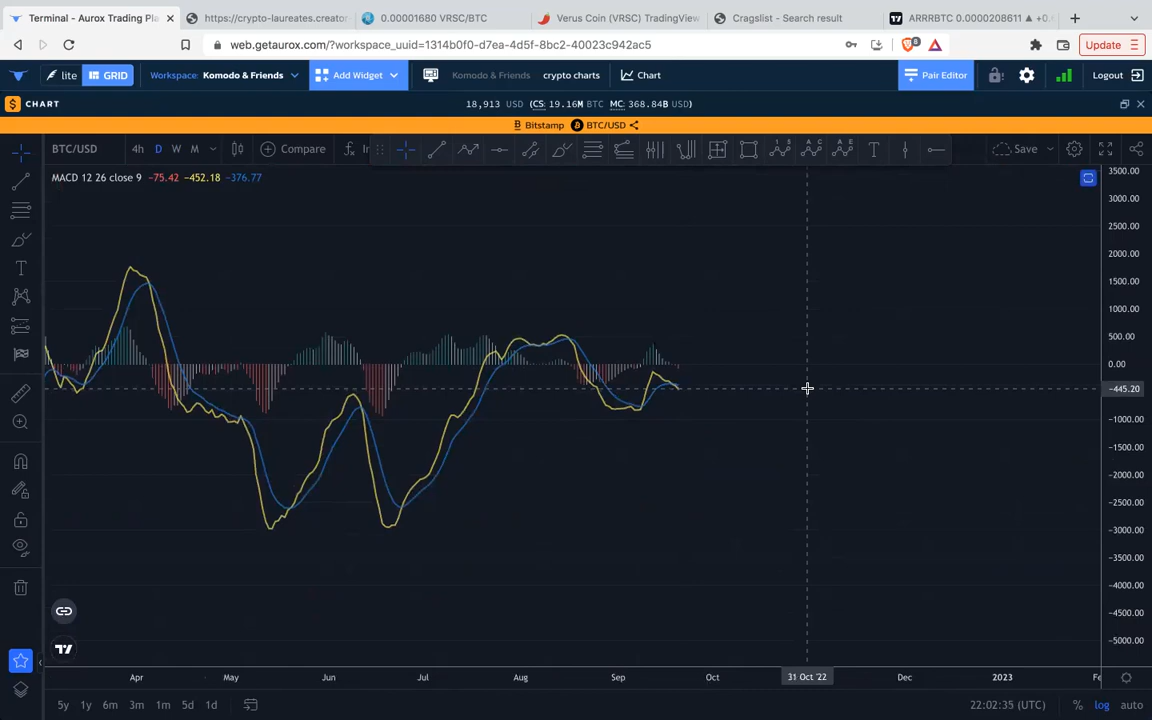 Terminal - Aurox Trading Pla
https://crypto-laureates.creator
0.00001680 VRSC/BTC
Verus Coin (VRSC) TradingView
Cragslist - Search result
ARRRBTC 0.0000208611 ▲ +0.
web.getaurox.com/?workspace_uuid=1314b0f0-d7ea-4d5f-8bc2-40023c942ac5
8
Update
lite
GRID
Workspace: Komodo & Friends
Add Widget
Komodo & Friends
crypto charts
Chart
Pair Editor
Logout
CHART
18,913 USD (CS: 19.16M BTC MC: 368.84B USD)
Bitstamp BTC/USD
BTC/USD
4h D W M
Compare
In
Save
MACD 12 26 close 9 −75.42 −452.18 −376.77
3500.00
3000.00
2500.00
2000.00
1500.00
1000.00
500.00
0.00
−445.20
−1000.00
−1500.00
−2000.00
−2500.00
−3000.00
−3500.00
−4000.00
−4500.00
−5000.00
Apr May Jun Jul Aug Sep Oct 31 Oct '22 Dec 2023 Fe
5y 1y 6m 3m 1m 5d 1d
22:02:35 (UTC) % log auto